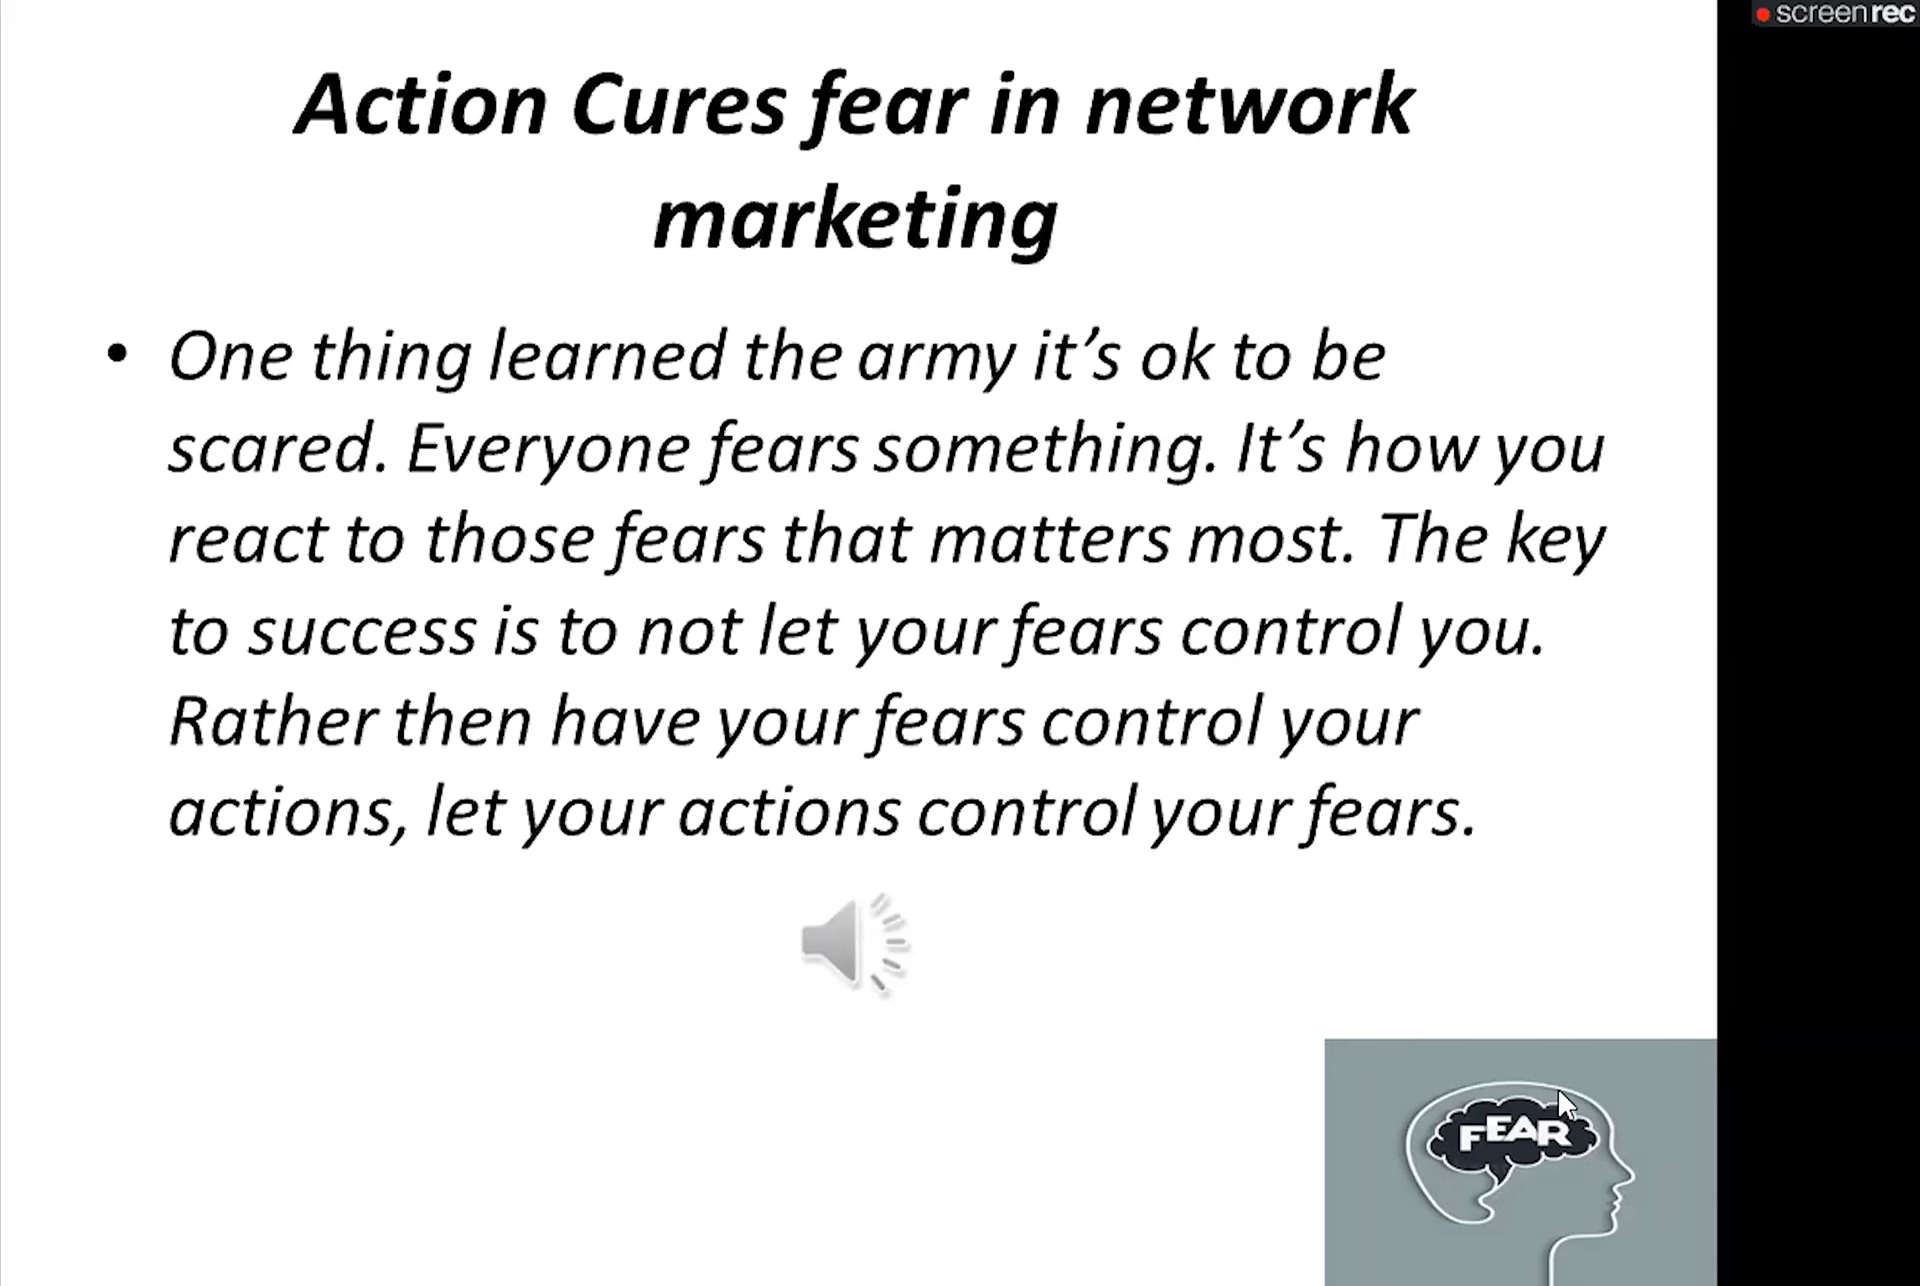 screenrec
Action Cures fear in network
marketing
• One thing learned the army it’s ok to be
scared. Everyone fears something. It’s how you
react to those fears that matters most. The key
to success is to not let your fears control you.
Rather then have your fears control your
actions, let your actions control your fears.
FEAR